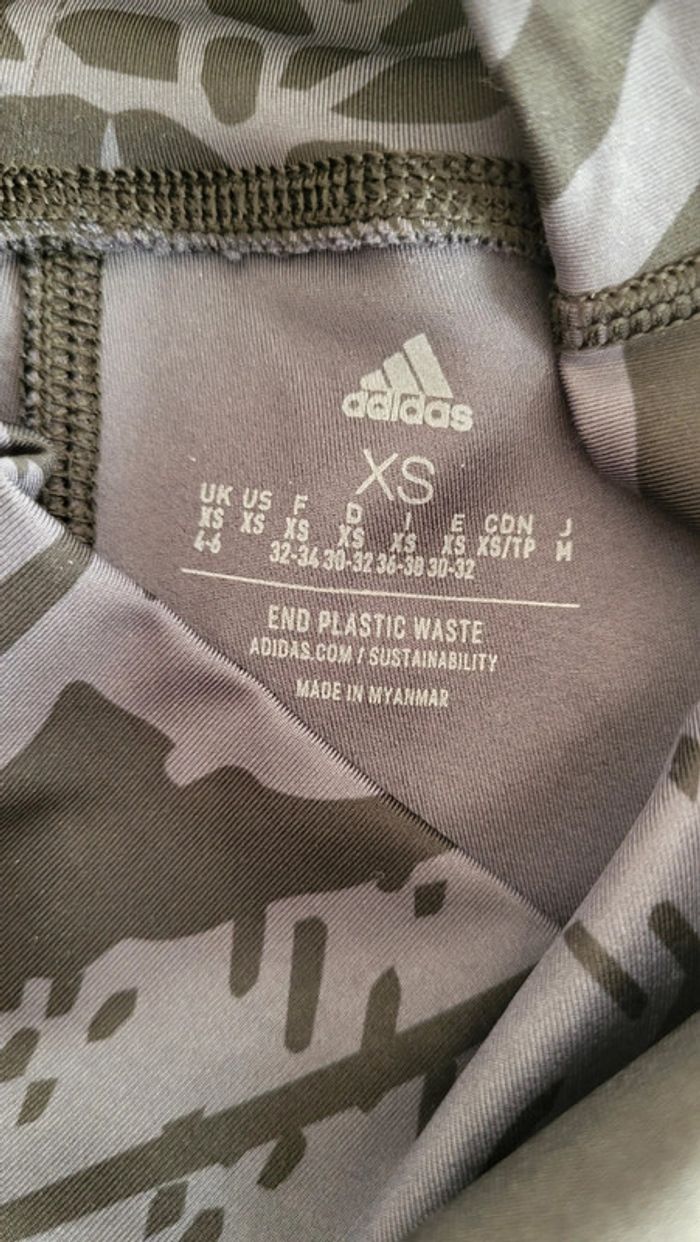 adidas
XS
UK US F D I E CDN J
XS XS XS XS XS XS XS/TP M
4-6 32-34 30-32 36-38 30-32
END PLASTIC WASTE
ADIDAS.COM / SUSTAINABILITY
MADE IN MYANMAR